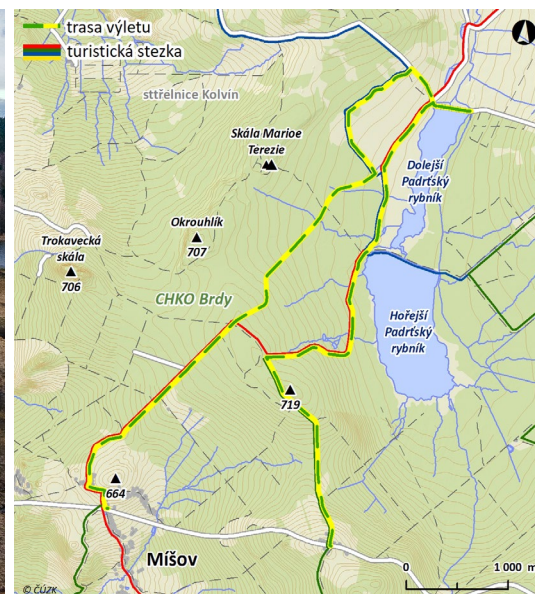 trasa výletu
turistická stezka
sttřelnice Kolvín
Skála Marioe
Terezie
Dolejší
Padrťský
rybník
Okrouhlík
707
Trokavecká
skála
706
CHKO Brdy
Hořejší
Padrťský
rybník
719
664
Míšov
0 1 000 m
© ČÚZK